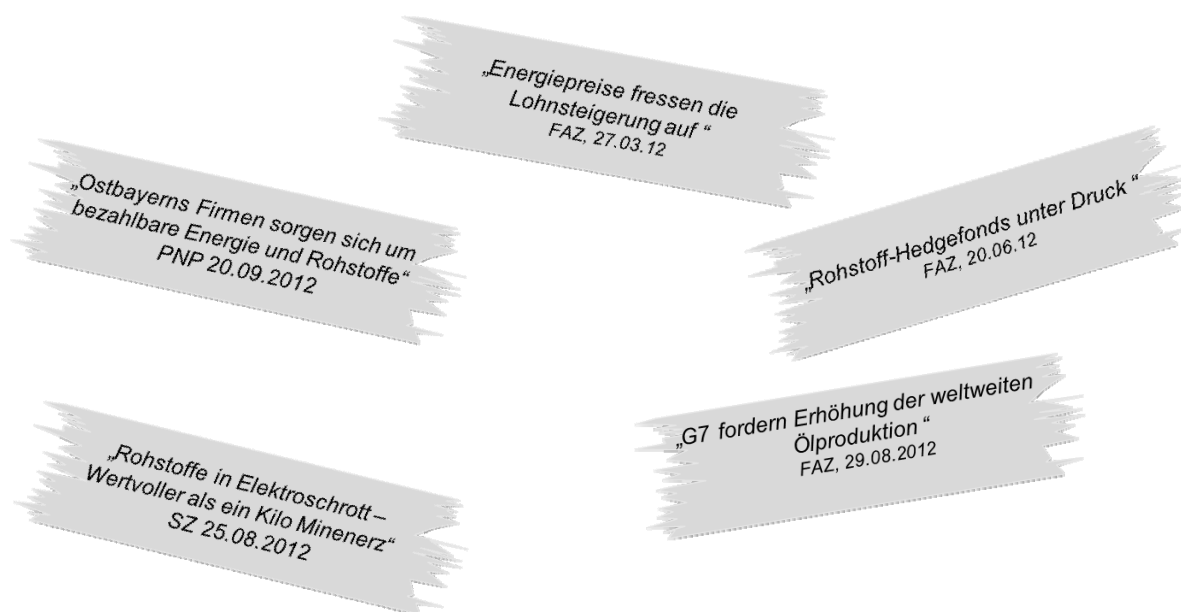 „Energiepreise fressen die
Lohnsteigerung auf “
FAZ, 27.03.12
„Ostbayerns Firmen sorgen sich um
bezahlbare Energie und Rohstoffe“
PNP 20.09.2012
„Rohstoff-Hedgefonds unter Druck “
FAZ, 20.06.12
„G7 fordern Erhöhung der weltweiten
Ölproduktion “
FAZ, 29.08.2012
„Rohstoffe in Elektroschrott –
Wertvoller als ein Kilo Minenerz“
SZ 25.08.2012